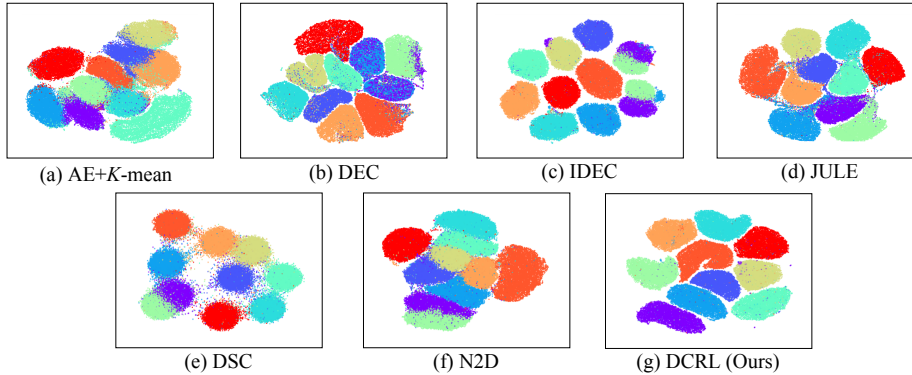 (a) AE+K-mean
(b) DEC
(c) IDEC
(d) JULE
(e) DSC
(f) N2D
(g) DCRL (Ours)